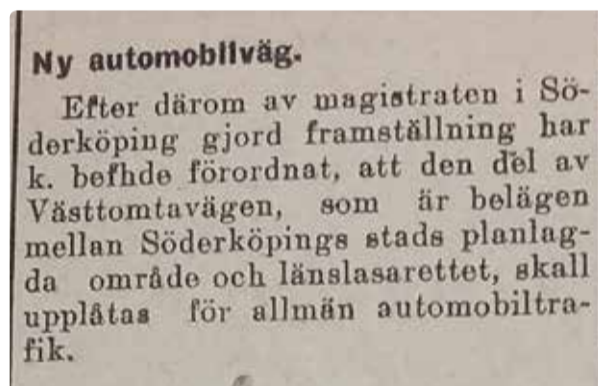 Ny automobilväg.
Efter därom av magistraten i Sö-
derköping gjord framställning har
k. befhde förordnat, att den del av
Västtomtavägen, som är belägen
mellan Söderköpings stads planlag-
da område och länslasarettet, skall
upplåtas för allmän automobiltra-
fik.